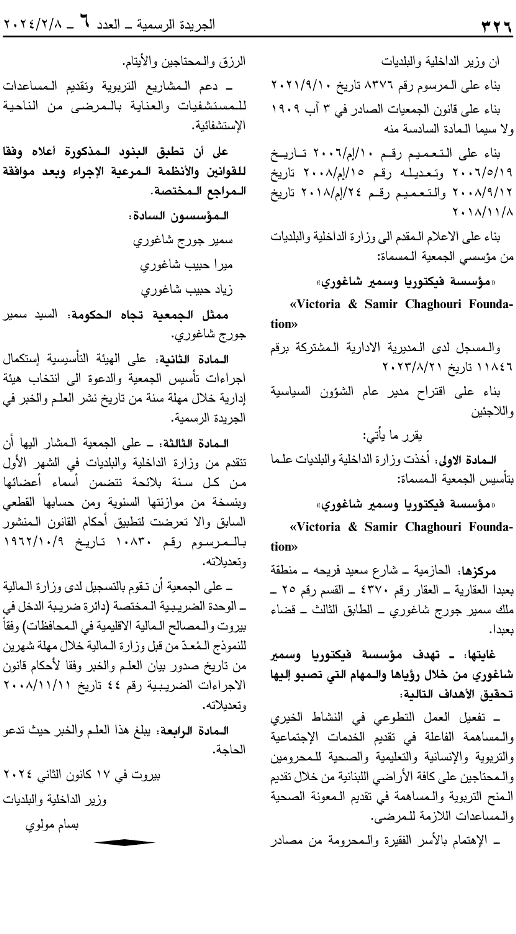 ٣٢٦
الجريدة الرسمية ـ العدد ٦ ـ ٢٠٢٤/٢/٨
ان وزير الداخلية والبلديات
بناء على المرسوم رقم ٨٣٧٦ تاريخ ٢٠٢١/٩/١٠
بناء على قانون الجمعيات الصادر في ٣ آب ١٩٠٩
ولا سيما المادة السادسة منه
بناء على التعميم رقم ١٠/إم/٢٠٠٦ تاريخ
٢٠٠٦/٥/١٩ وتعديله رقم ١٥/إم/٢٠٠٨ تاريخ
٢٠٠٨/٩/١٢ والتعميم رقم ٢٤/إم/٢٠١٨ تاريخ
٢٠١٨/١١/٨
بناء على الاعلام المقدم الى وزارة الداخلية والبلديات
من مؤسسي الجمعية المسماة:
«مؤسسة فيكتوريا وسمير شاغوري»
«Victoria & Samir Chaghouri Founda-
tion»
والمسجل لدى المديرية الادارية المشتركة برقم
١١٨٤٦ تاريخ ٢٠٢٣/٨/٢١
بناء على اقتراح مدير عام الشؤون السياسية
واللاجئين
يقرر ما يأتي:
المادة الاولى: أخذت وزارة الداخلية والبلديات علما
بتأسيس الجمعية المسماة:
«مؤسسة فيكتوريا وسمير شاغوري»
«Victoria & Samir Chaghouri Founda-
tion»
مركزها: الحازمية ـ شارع سعيد فريحه ـ منطقة
بعبدا العقارية ـ العقار رقم ٤٣٧٠ ـ القسم رقم ٢٥ ـ
ملك سمير جورج شاغوري ـ الطابق الثالث ـ قضاء
بعبدا.
غايتها: ـ تهدف مؤسسة فيكتوريا وسمير
شاغوري من خلال رؤياها والمهام التي تصبو إليها
تحقيق الأهداف التالية:
ـ تفعيل العمل التطوعي في النشاط الخيري
والمساهمة الفاعلة في تقديم الخدمات الإجتماعية
والتربوية والإنسانية والتعليمية والصحية للمحرومين
والمحتاجين على كافة الأراضي اللبنانية من خلال تقديم
المنح التربوية والمساهمة في تقديم المعونة الصحية
والمساعدات اللازمة للمرضى.
ـ الإهتمام بالأسر الفقيرة والمحرومة من مصادر
الرزق والمحتاجين والأيتام.
ـ دعم المشاريع التربوية وتقديم المساعدات
للمستشفيات والعناية بالمرضى من الناحية
الإستشفائية.
على أن تطبق البنود المذكورة أعلاه وفقا
للقوانين والأنظمة المرعية الإجراء وبعد موافقة
المراجع المختصة.
المؤسسون السادة:
سمير جورج شاغوري
ميرا حبيب شاغوري
زياد حبيب شاغوري
ممثل الجمعية تجاه الحكومة: السيد سمير
جورج شاغوري.
المادة الثانية: على الهيئة التأسيسية إستكمال
اجراءات تأسيس الجمعية والدعوة الى انتخاب هيئة
إدارية خلال مهلة سنة من تاريخ نشر العلم والخبر في
الجريدة الرسمية.
المادة الثالثة: ـ على الجمعية المشار اليها أن
تتقدم من وزارة الداخلية والبلديات في الشهر الأول
من كل سنة بلائحة تتضمن أسماء أعضائها
وبنسخة من موازنتها السنوية ومن حسابها القطعي
السابق والا تعرضت لتطبيق أحكام القانون المنشور
بالمرسوم رقم ١٠٨٣٠ تاريخ ١٩٦٢/١٠/٩
وتعديلاته.
ـ على الجمعية أن تقوم بالتسجيل لدى وزارة المالية
ـ الوحدة الضريبية المختصة (دائرة ضريبة الدخل في
بيروت والمصالح المالية الاقليمية في المحافظات) وفقاً
للنموذج المُعدّ من قبل وزارة المالية خلال مهلة شهرين
من تاريخ صدور بيان العلم والخبر وفقا لأحكام قانون
الاجراءات الضريبية رقم ٤٤ تاريخ ٢٠٠٨/١١/١١
وتعديلاته.
المادة الرابعة: يبلغ هذا العلم والخبر حيث تدعو
الحاجة.
بيروت في ١٧ كانون الثاني ٢٠٢٤
وزير الداخلية والبلديات
بسام مولوي